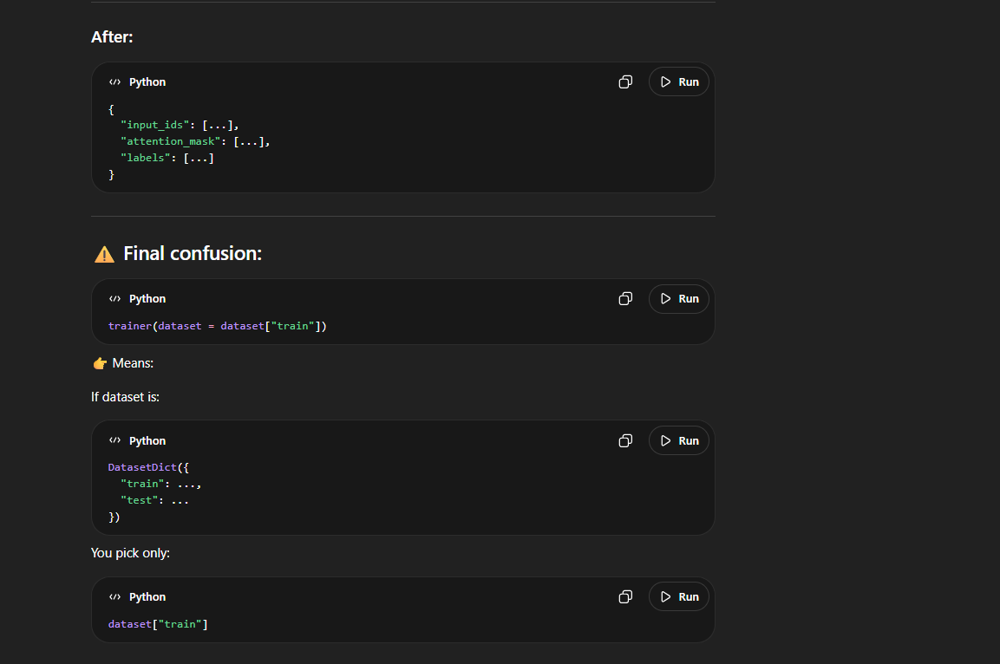 After:
Python
Run
{
  "input_ids": [...],
  "attention_mask": [...],
  "labels": [...]
}
⚠️ Final confusion:
Python
Run
trainer(dataset = dataset["train"])
👉 Means:
If dataset is:
Python
Run
DatasetDict({
  "train": ...,
  "test": ...
})
You pick only:
Python
Run
dataset["train"]